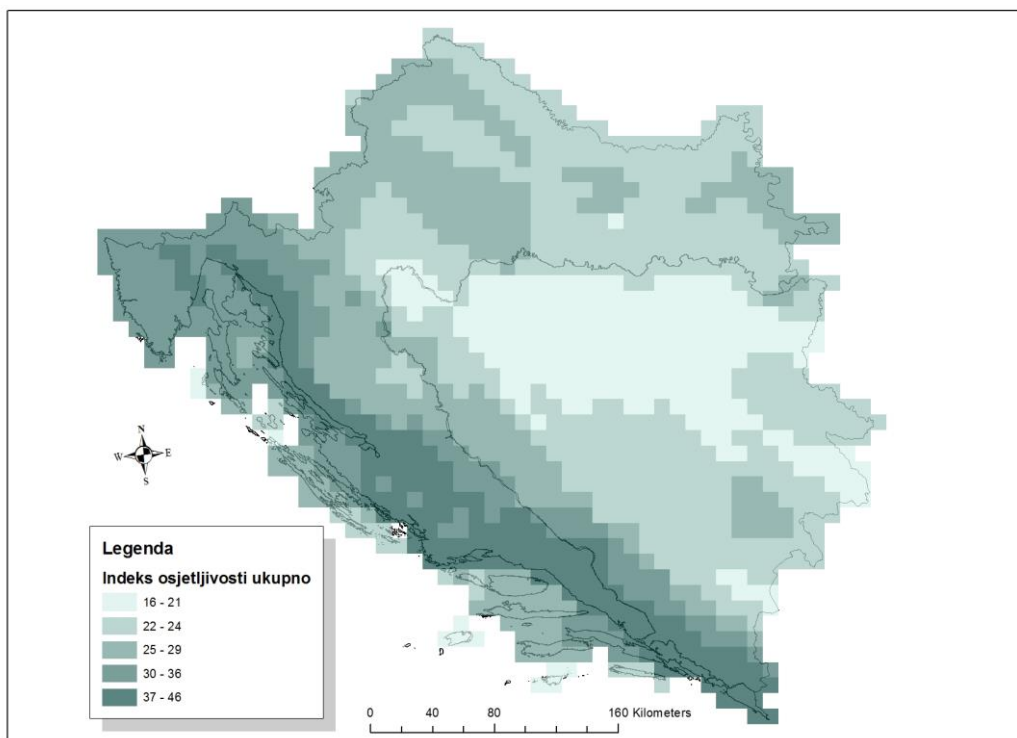 N
W E
S
Legenda
Indeks osjetljivosti ukupno
16 - 21
22 - 24
25 - 29
30 - 36
37 - 46
0 40 80 160 Kilometers